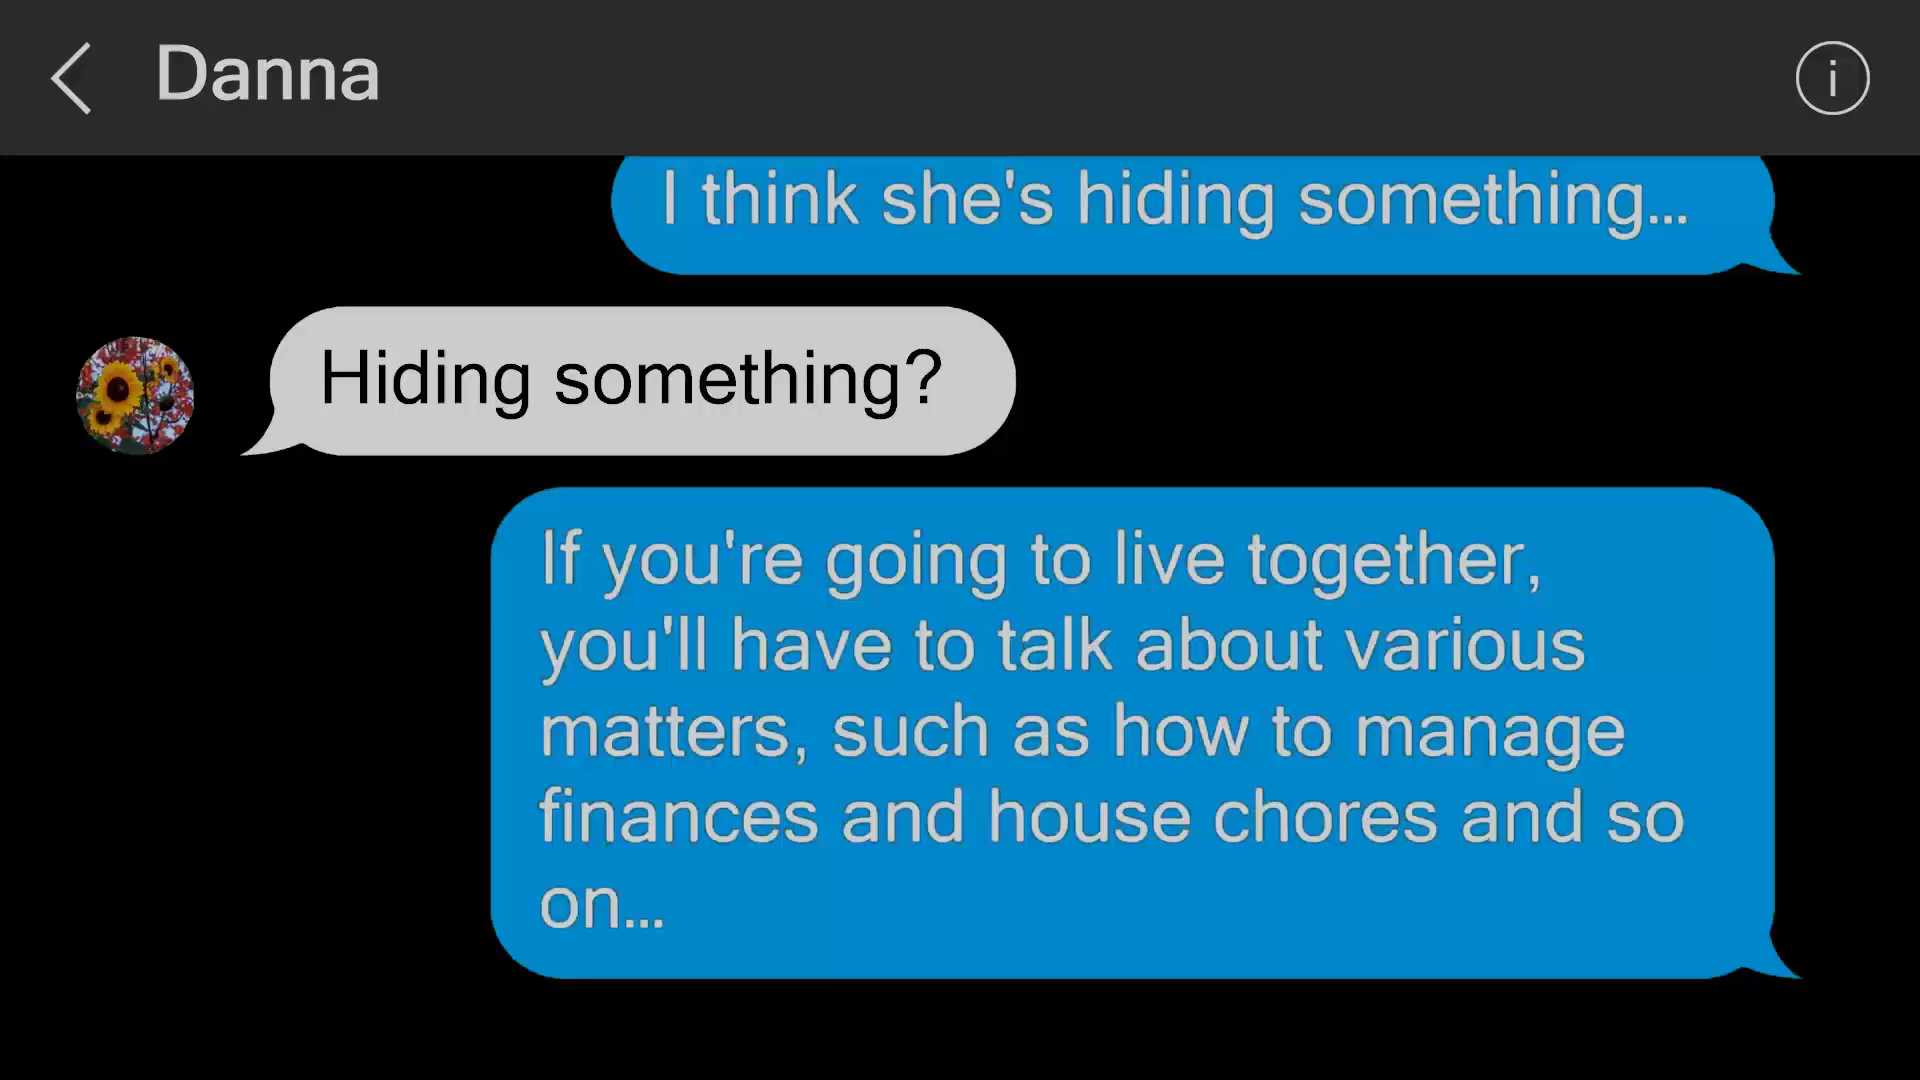 Danna
i
I think she's hiding something...
Hiding something?
If you're going to live together,
you'll have to talk about various
matters, such as how to manage
finances and house chores and so
on...